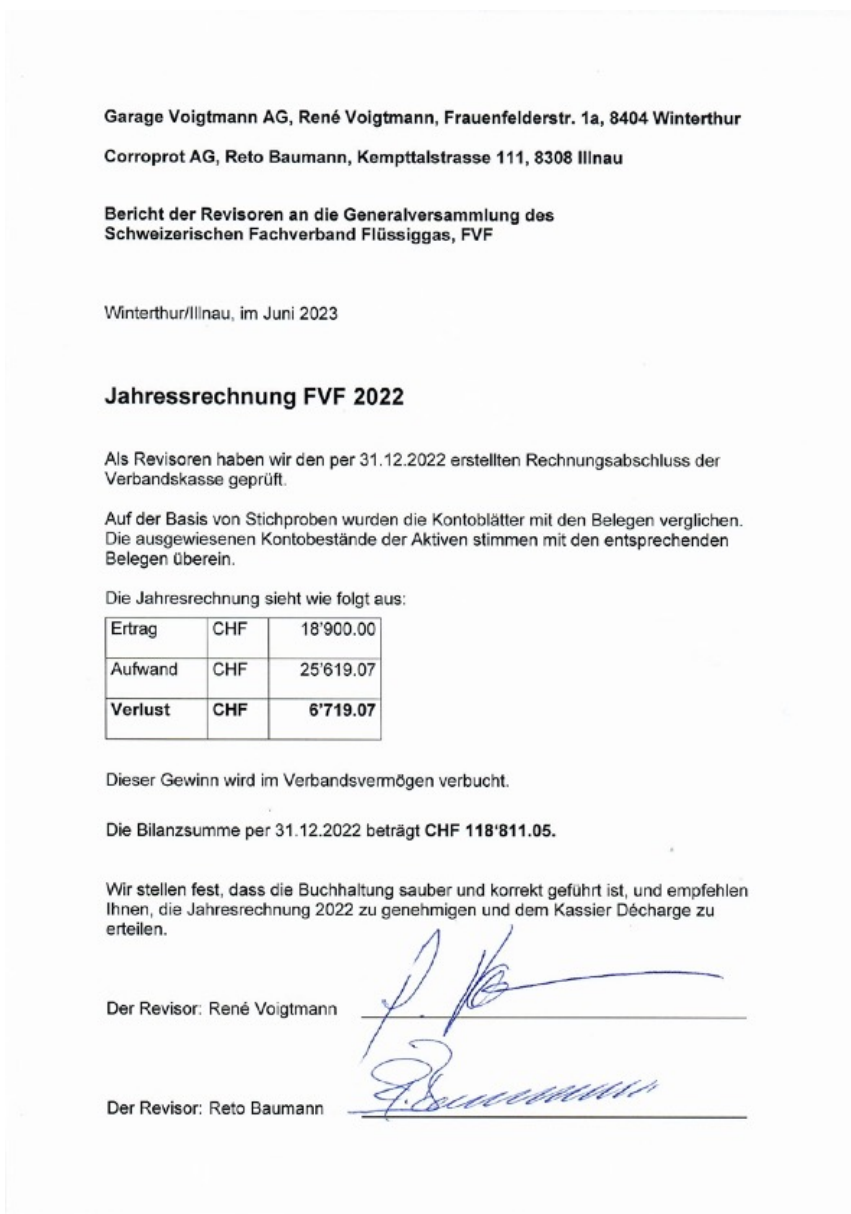 Garage Voigtmann AG, René Voigtmann, Frauenfelderstr. 1a, 8404 Winterthur
Corroprot AG, Reto Baumann, Kempttalstrasse 111, 8308 Illnau
Bericht der Revisoren an die Generalversammlung des
Schweizerischen Fachverband Flüssiggas, FVF
Winterthur/Illnau, im Juni 2023
Jahressrechnung FVF 2022
Als Revisoren haben wir den per 31.12.2022 erstellten Rechnungsabschluss der
Verbandskasse geprüft.
Auf der Basis von Stichproben wurden die Kontoblätter mit den Belegen verglichen.
Die ausgewiesenen Kontobestände der Aktiven stimmen mit den entsprechenden
Belegen überein.
Die Jahresrechnung sieht wie folgt aus:
Ertrag CHF 18'900.00
Aufwand CHF 25'619.07
Verlust CHF 6'719.07
Dieser Gewinn wird im Verbandsvermögen verbucht.
Die Bilanzsumme per 31.12.2022 beträgt CHF 118'811.05.
Wir stellen fest, dass die Buchhaltung sauber und korrekt geführt ist, und empfehlen
Ihnen, die Jahresrechnung 2022 zu genehmigen und dem Kassier Décharge zu
erteilen.
Der Revisor: René Voigtmann
Der Revisor: Reto Baumann